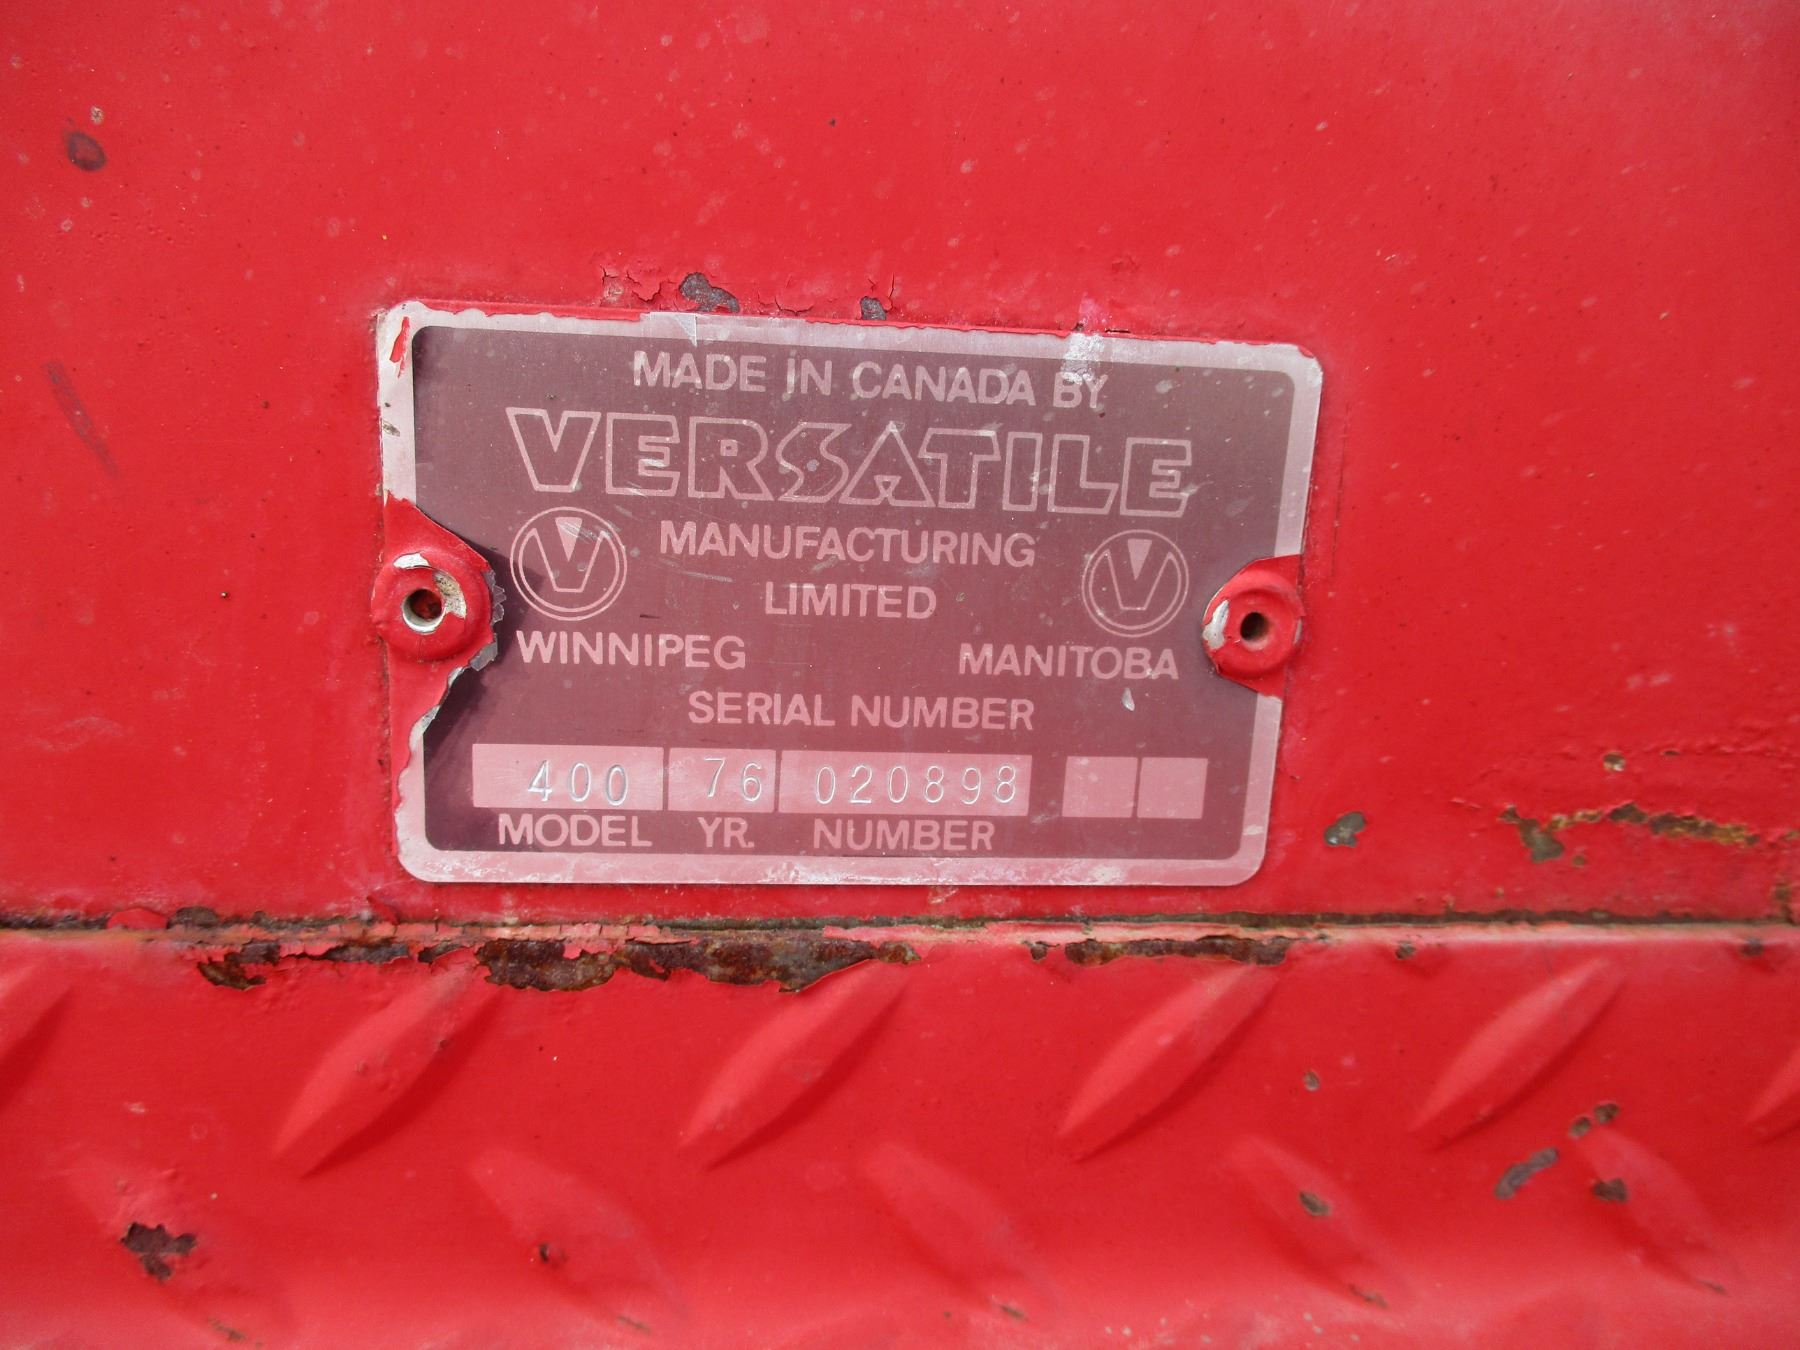 MADE IN CANADA BY
VERSATILE
MANUFACTURING
LIMITED
WINNIPEG MANITOBA
SERIAL NUMBER
400 76 020898
MODEL YR. NUMBER